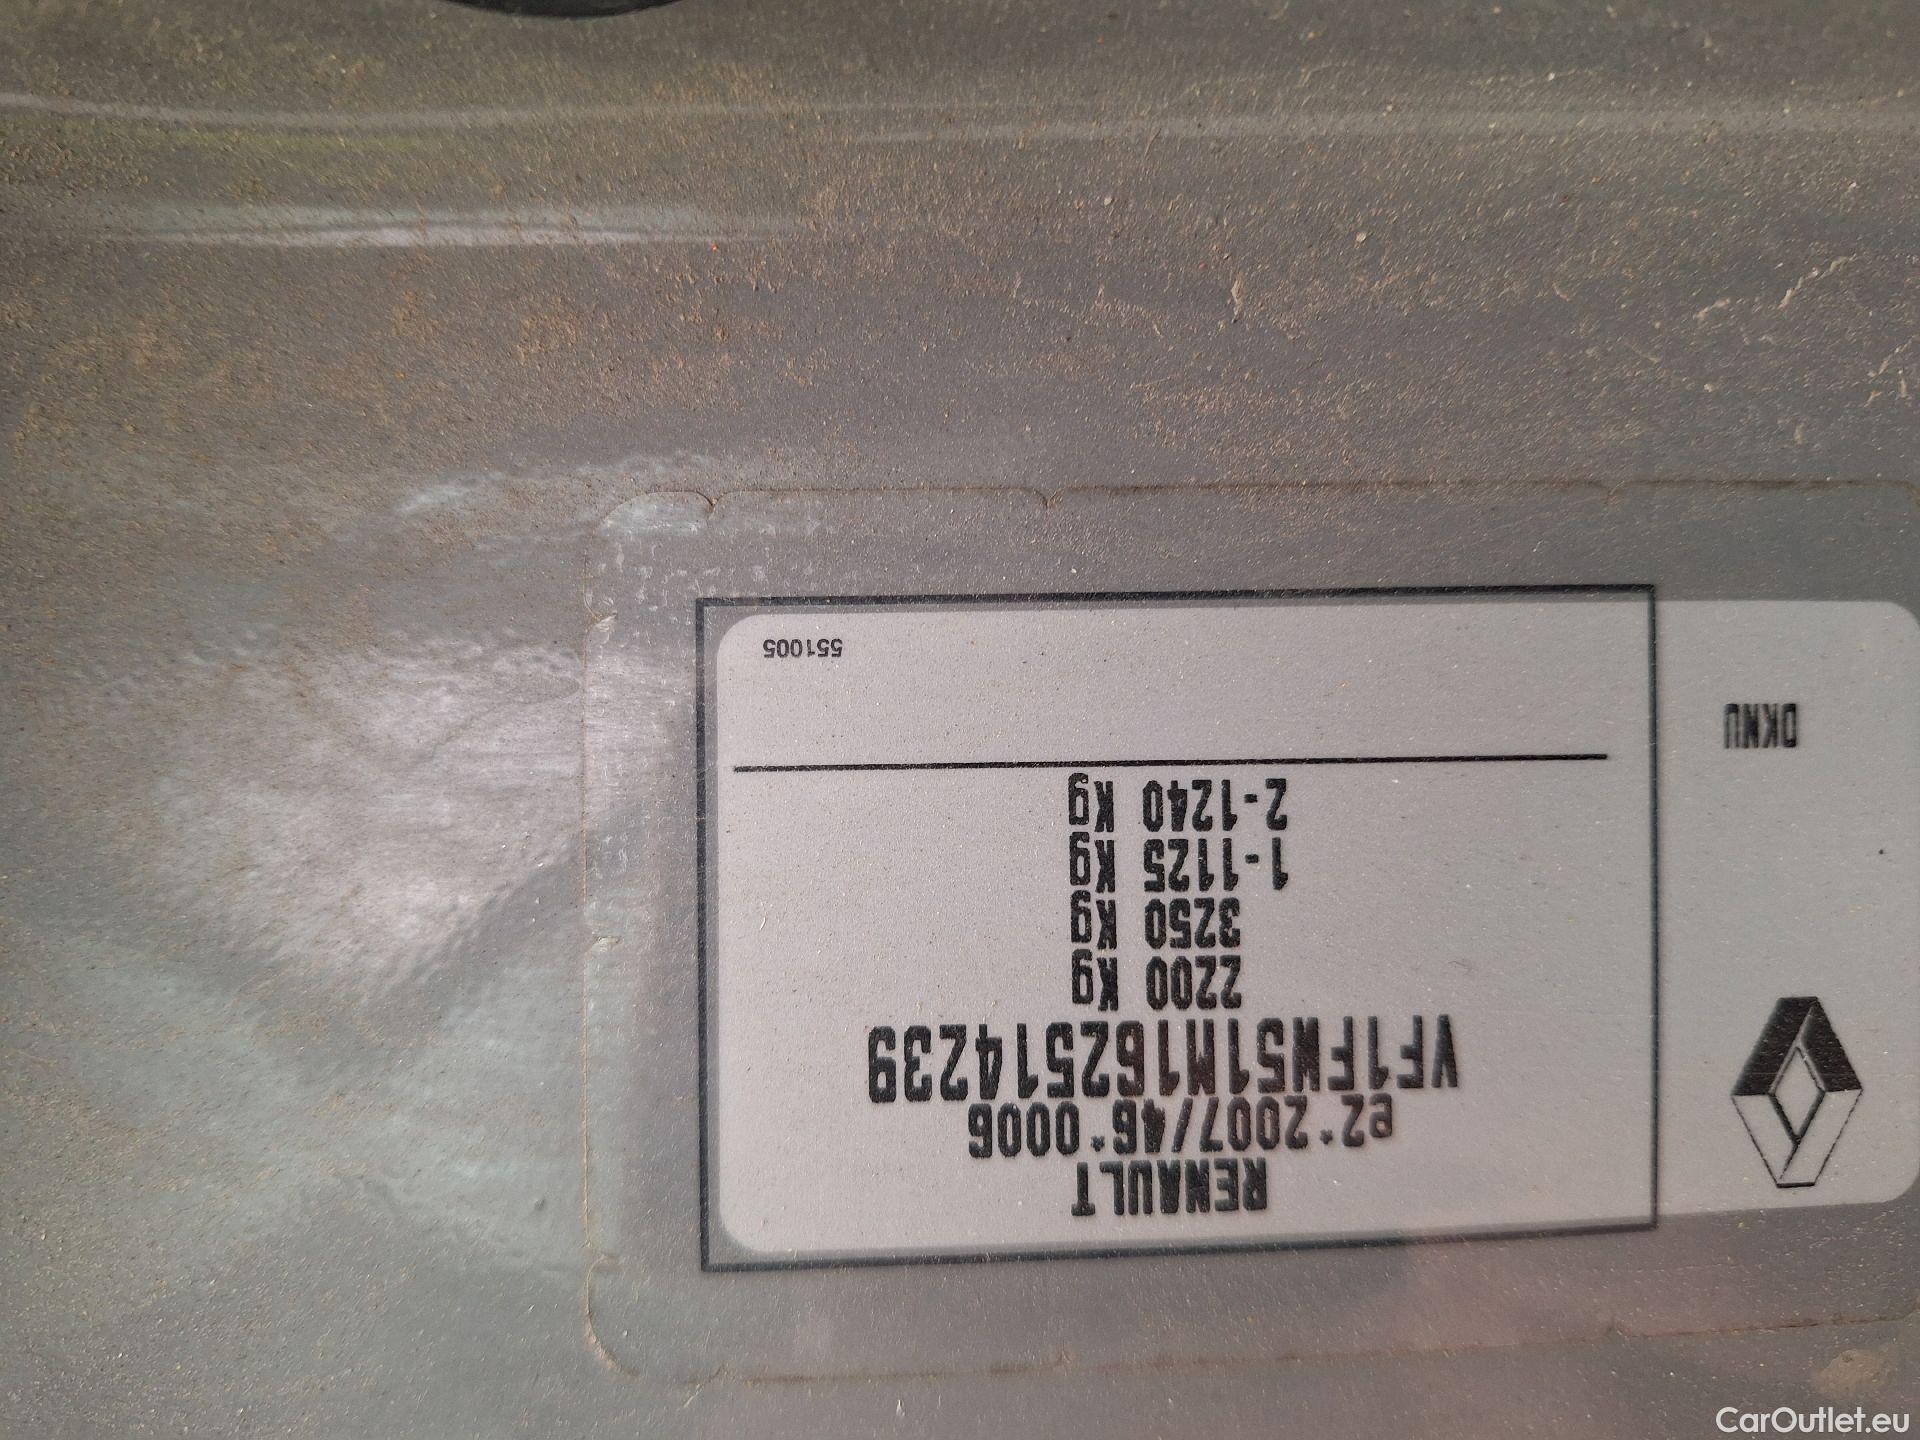 RENAULT
e2*2007/46*0006
VF1FW51M162514239
2200 Kg
3250 Kg
1-1125 Kg
2-1240 Kg
551005
DKNU
CarOutlet.eu